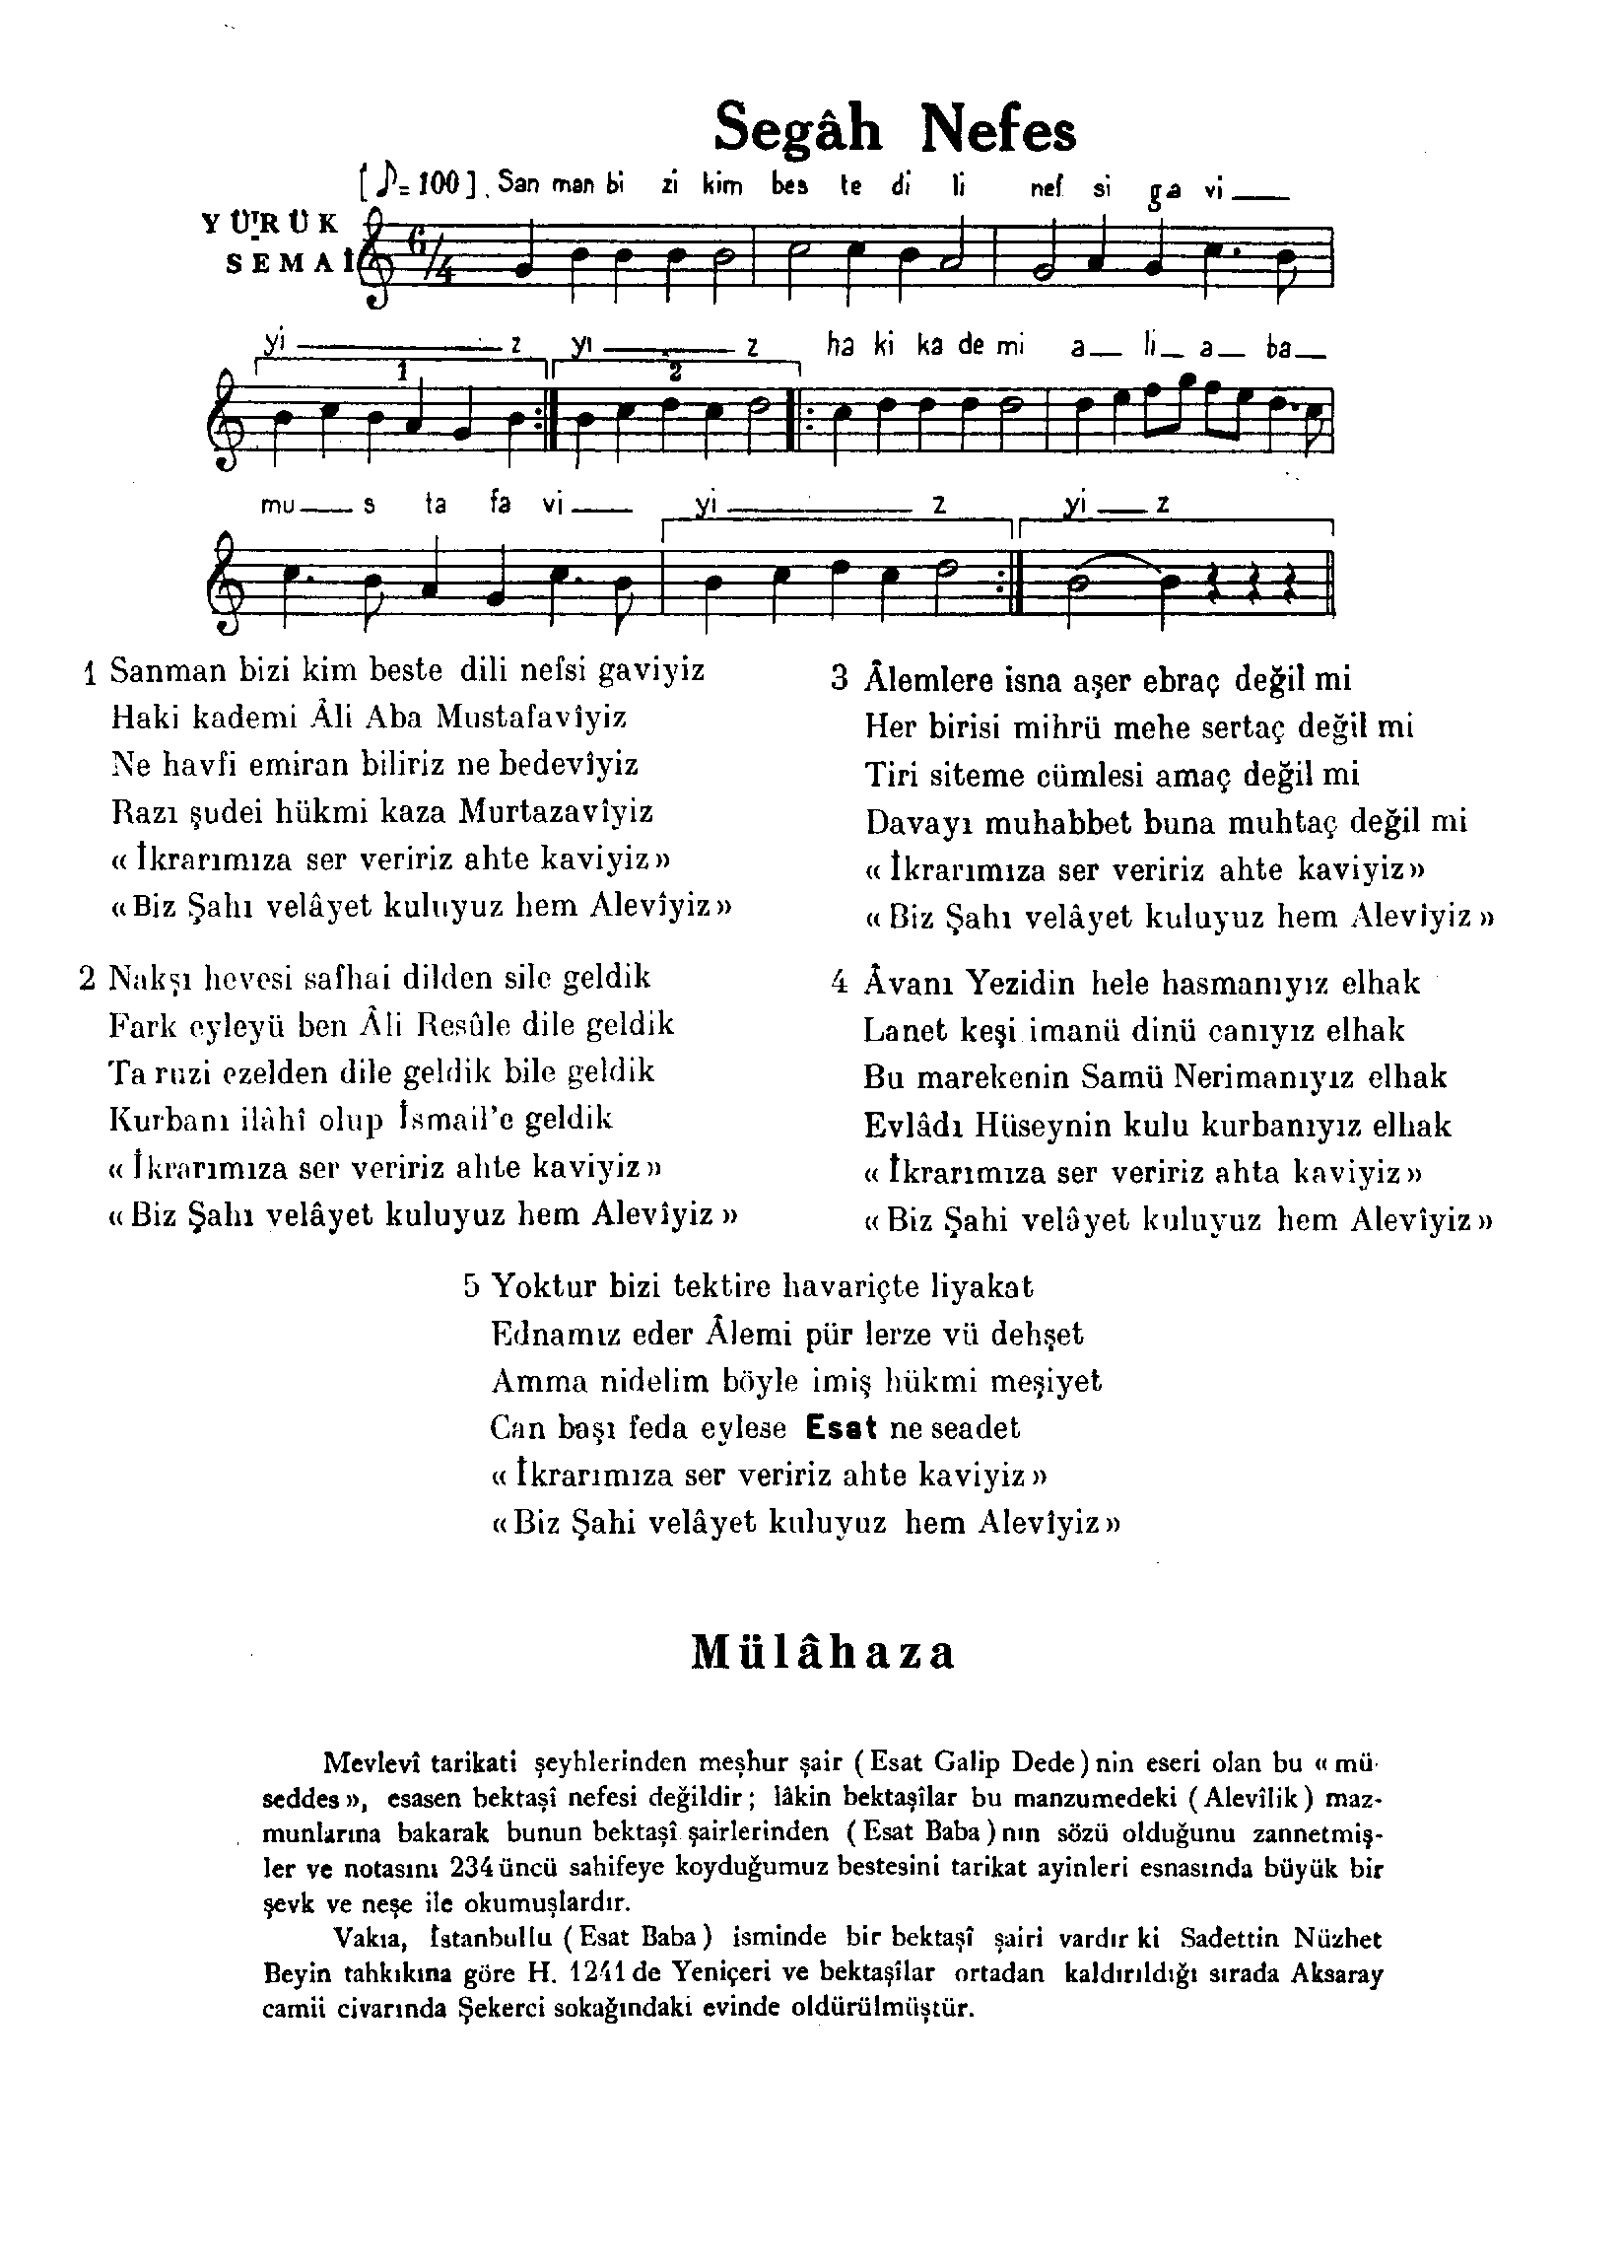 Segâh Nefes
[♪=100] San man bi zi kim bes te di li nef si ga vi
YÜRÜK
SEMAİ
6/4
yi z yi z ha ki ka de mi a li a ba
1 2
mu s ta fa vi yi z yi z
1 Sanman bizi kim beste dili nefsi gaviyiz
Haki kademi Âli Aba Mustafavîyiz
Ne havfi emiran biliriz ne bedevîyiz
Razı şudei hükmi kaza Murtazavîyiz
« İkrarımıza ser veririz ahte kaviyiz»
«Biz Şahı velâyet kuluyuz hem Alevîyiz»
2 Nakşı hevesi safhai dilden sile geldik
Fark eyleyü ben Âli Resûle dile geldik
Ta ruzi ezelden dile geldik bile geldik
Kurbanı ilâhî olup İsmail'e geldik
« İkrarımıza ser veririz ahte kaviyiz»
«Biz Şahı velâyet kuluyuz hem Alevîyiz»
3 Âlemlere isna aşer ebraç değil mi
Her birisi mihrü mehe sertaç değil mi
Tiri siteme cümlesi amaç değil mi
Davayı muhabbet buna muhtaç değil mi
« İkrarımıza ser veririz ahte kaviyiz»
« Biz Şahı velâyet kuluyuz hem Alevîyiz»
4 Âvanı Yezidin hele hasmanıyız elhak
Lanet keşi imanü dinü canıyız elhak
Bu marekenin Samü Nerimanıyız elhak
Evlâdı Hüseynin kulu kurbanıyız elhak
« İkrarımıza ser veririz ahta kaviyiz»
«Biz Şahi velâyet kuluyuz hem Alevîyiz»
5 Yoktur bizi tektire havariçte liyakat
Ednamız eder Âlemi pür lerze vü dehşet
Amma nidelim böyle imiş hükmi meşiyet
Can başı feda eylese Esat ne seadet
« İkrarımıza ser veririz ahte kaviyiz»
«Biz Şahi velâyet kuluyuz hem Alevîyiz»
Mülâhaza
Mevlevî tarikati şeyhlerinden meşhur şair (Esat Galip Dede)nin eseri olan bu «mü-
seddes», esasen bektaşî nefesi değildir; lâkin bektaşîlar bu manzumedeki (Alevîlik) maz-
munlarına bakarak bunun bektaşî şairlerinden (Esat Baba)nın sözü olduğunu zannetmiş-
ler ve notasını 234 üncü sahifeye koyduğumuz bestesini tarikat ayinleri esnasında büyük bir
şevk ve neşe ile okumuşlardır.
Vakıa, İstanbullu (Esat Baba) isminde bir bektaşî şairi vardır ki Sadettin Nüzhet
Beyin tahkıkına göre H. 1241 de Yeniçeri ve bektaşîlar ortadan kaldırıldığı sırada Aksaray
camii civarında Şekerci sokağındaki evinde oldürülmüştür.